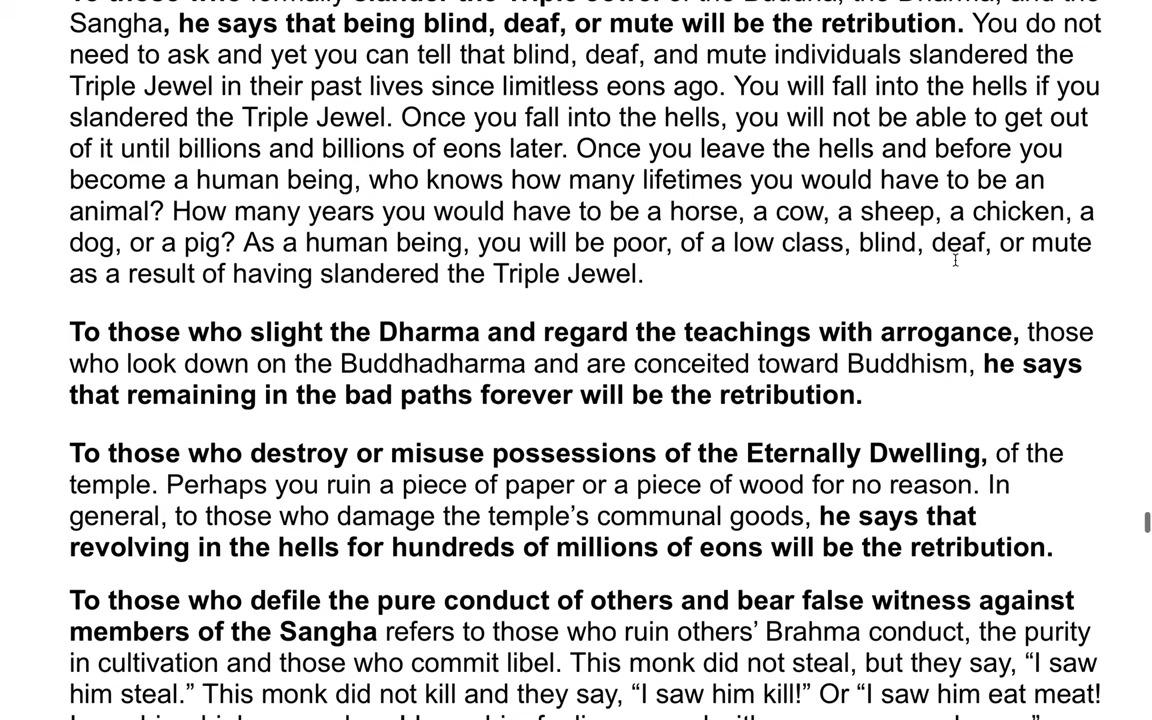 Sangha, he says that being blind, deaf, or mute will be the retribution. You do not
need to ask and yet you can tell that blind, deaf, and mute individuals slandered the
Triple Jewel in their past lives since limitless eons ago. You will fall into the hells if you
slandered the Triple Jewel. Once you fall into the hells, you will not be able to get out
of it until billions and billions of eons later. Once you leave the hells and before you
become a human being, who knows how many lifetimes you would have to be an
animal? How many years you would have to be a horse, a cow, a sheep, a chicken, a
dog, or a pig? As a human being, you will be poor, of a low class, blind, deaf, or mute
as a result of having slandered the Triple Jewel.
To those who slight the Dharma and regard the teachings with arrogance, those
who look down on the Buddhadharma and are conceited toward Buddhism, he says
that remaining in the bad paths forever will be the retribution.
To those who destroy or misuse possessions of the Eternally Dwelling, of the
temple. Perhaps you ruin a piece of paper or a piece of wood for no reason. In
general, to those who damage the temple’s communal goods, he says that
revolving in the hells for hundreds of millions of eons will be the retribution.
To those who defile the pure conduct of others and bear false witness against
members of the Sangha refers to those who ruin others’ Brahma conduct, the purity
in cultivation and those who commit libel. This monk did not steal, but they say, “I saw
him steal.” This monk did not kill and they say, “I saw him kill!” Or “I saw him eat meat!